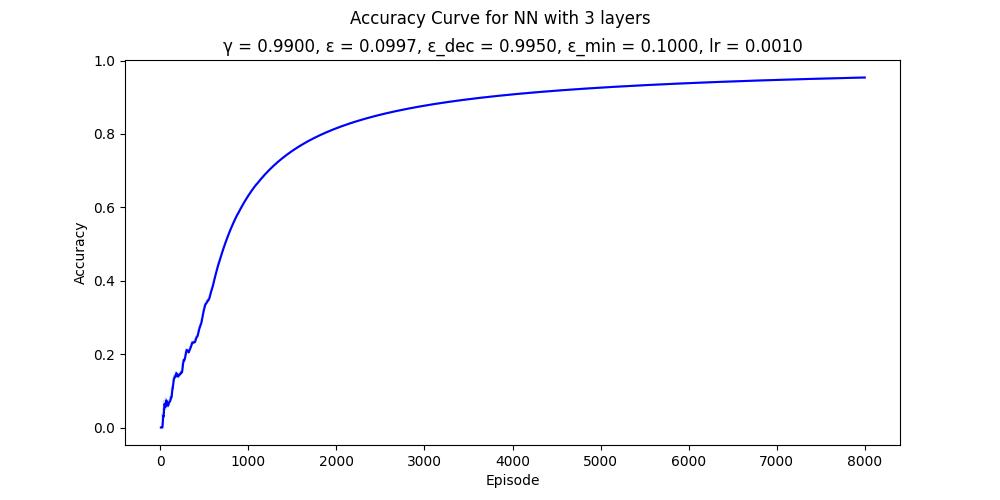 Accuracy Curve for NN with 3 layers
γ = 0.9900, ε = 0.0997, ε_dec = 0.9950, ε_min = 0.1000, lr = 0.0010
1.0
0.8
0.6
0.4
0.2
0.0
Accuracy
0 1000 2000 3000 4000 5000 6000 7000 8000
Episode